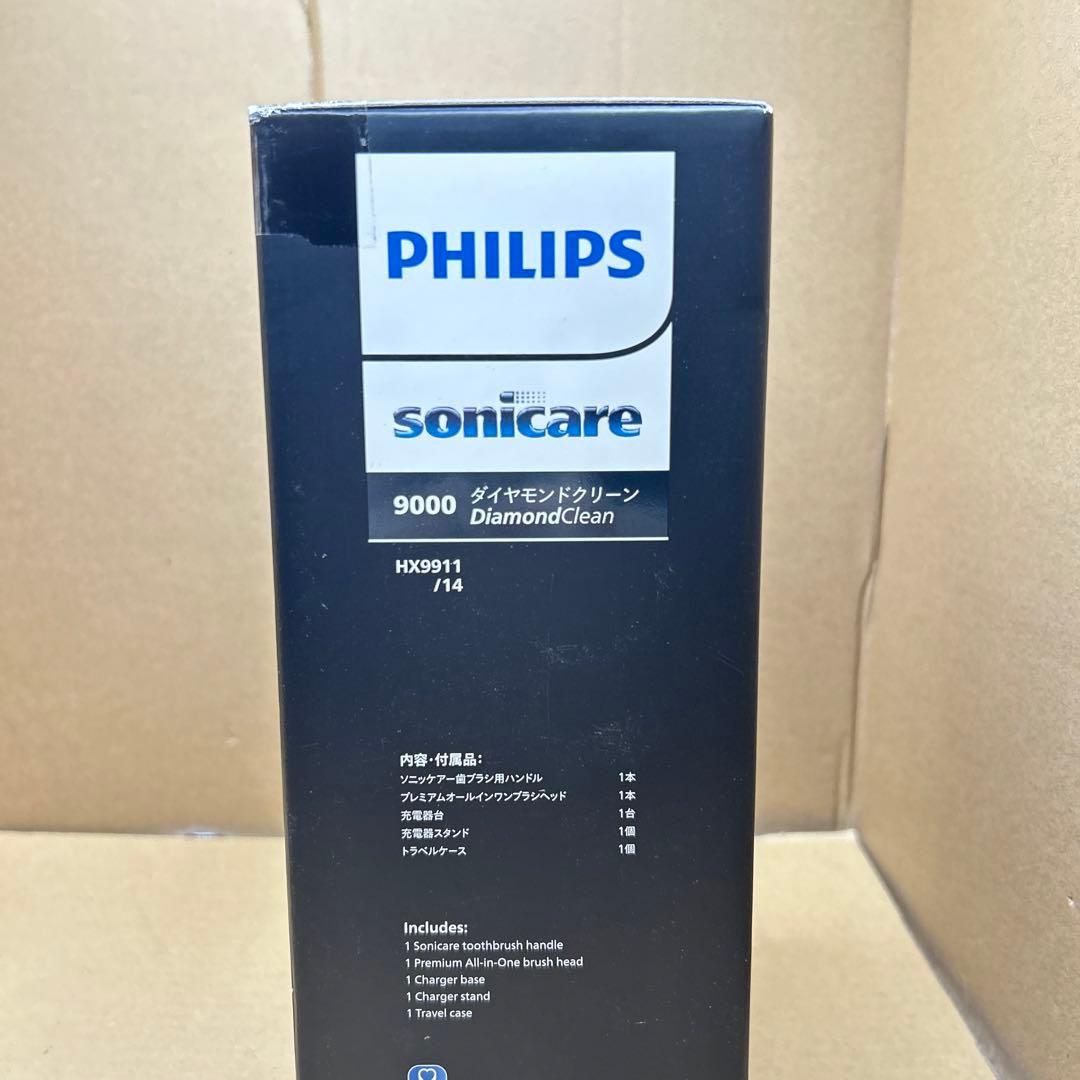 PHILIPS
sonicare
9000 ダイヤモンドクリーン
DiamondClean
HX9911
/14
内容・付属品:
ソニッケアー歯ブラシ用ハンドル 1本
プレミアムオールインワンブラシヘッド 1本
充電器台 1台
充電器スタンド 1個
トラベルケース 1個
Includes:
1 Sonicare toothbrush handle
1 Premium All-in-One brush head
1 Charger base
1 Charger stand
1 Travel case